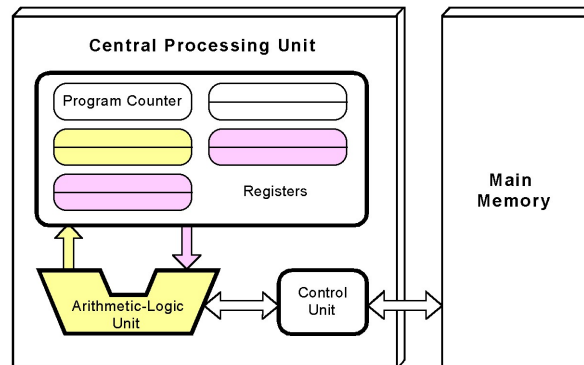 Central Processing Unit
Program Counter
Registers
Main
Memory
Arithmetic-Logic
Unit
Control
Unit